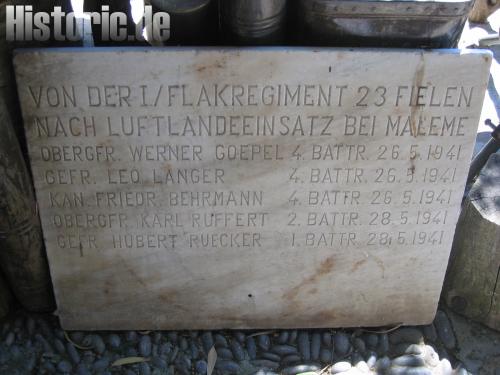 Historic.de
VON DER I/FLAKREGIMENT 23 FIELEN
NACH LUFTLANDEEINSATZ BEI MALEME
OBERGFR. WERNER GOEPEL 4. BATTR. 26.5.1941
GEFR. LEO LANGER 4. BATTR. 26.5.1941
KAN. FRIEDR. BEHRMANN 4. BATTR. 26.5.1941
OBERGFR. KARL RUFFERT 2. BATTR. 28.5.1941
GEFR. HUBERT RUECKER 1. BATTR. 28.5.1941